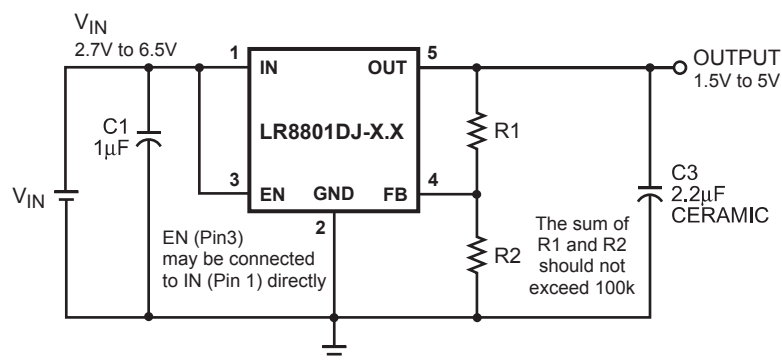 VIN
2.7V to 6.5V
1
5
IN
OUT
OUTPUT
1.5V to 5V
C1
1μF
LR8801DJ-X.X
R1
3
4
EN
GND
FB
C3
2.2μF
CERAMIC
VIN
2
EN (Pin3)
may be connected
to IN (Pin 1) directly
R2
The sum of
R1 and R2
should not
exceed 100k